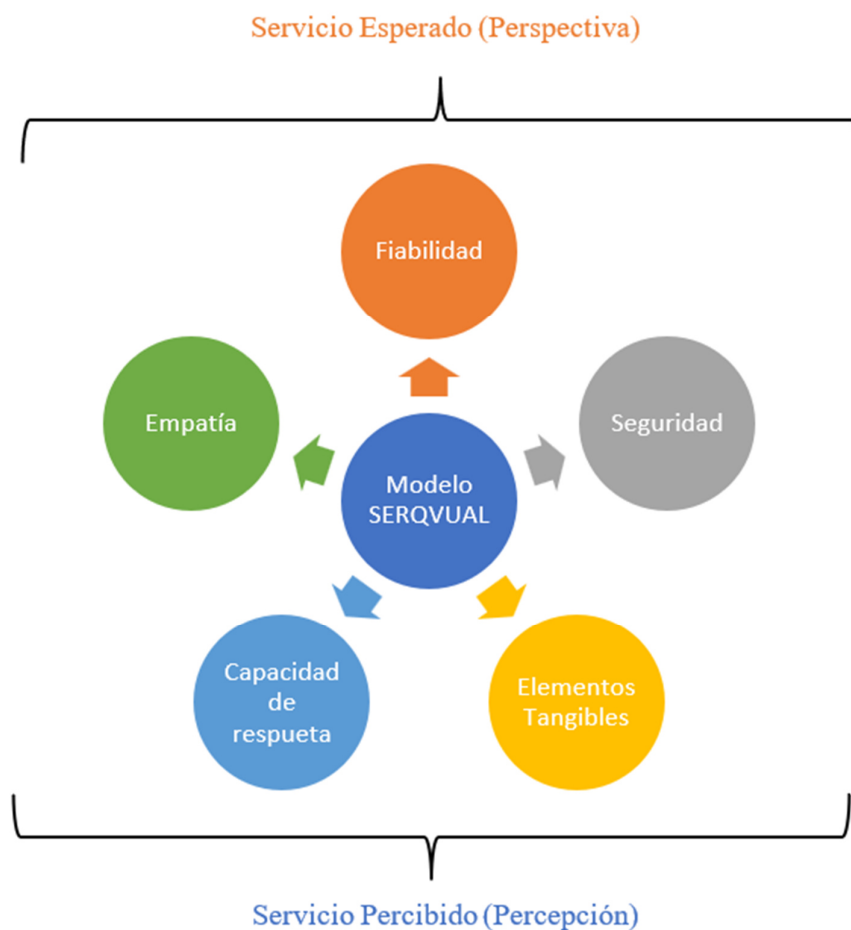 Servicio Esperado (Perspectiva)
Fiabilidad
Empatía
Seguridad
Modelo
SERQVUAL
Capacidad
de
respueta
Elementos
Tangibles
Servicio Percibido (Percepción)